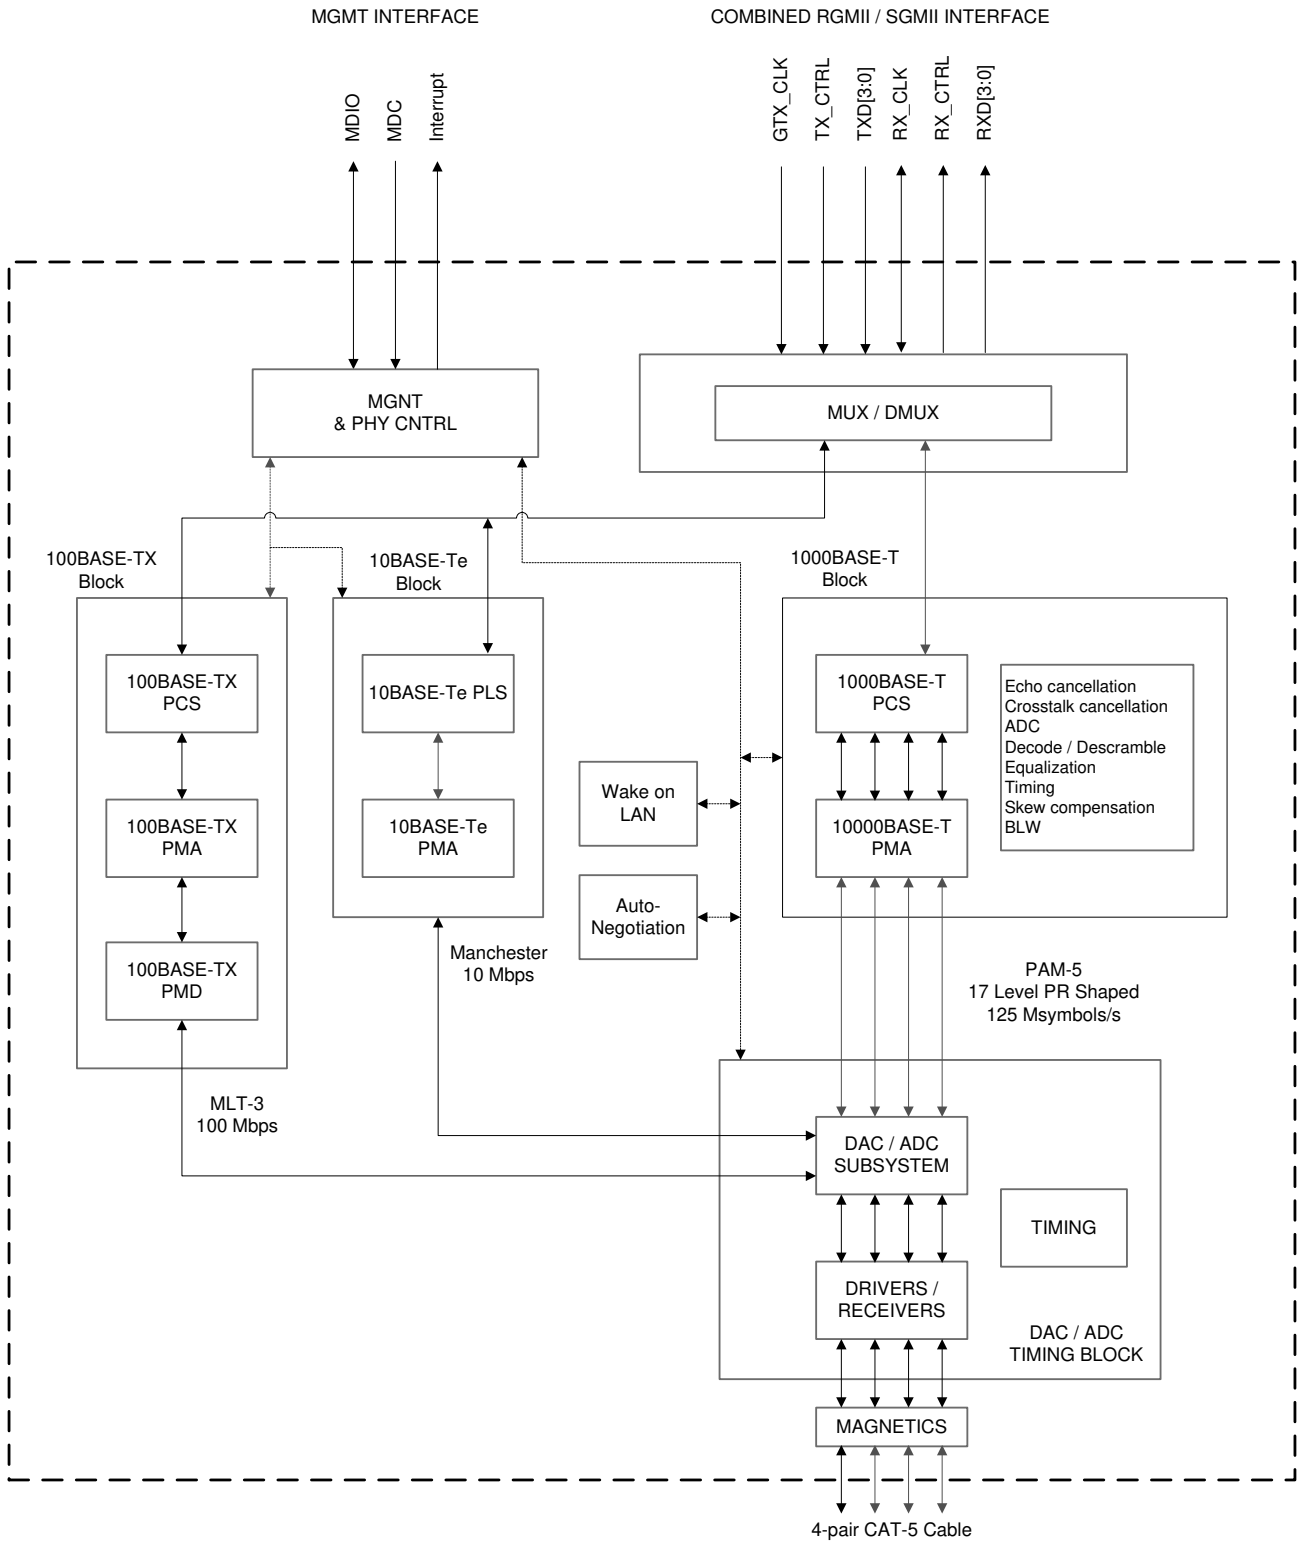 MGMT INTERFACE
COMBINED RGMII / SGMII INTERFACE
MDIO
MDC
Interrupt
GTX_CLK
TX_CTRL
TXD[3:0]
RX_CLK
RX_CTRL
RXD[3:0]
MGNT
& PHY CNTRL
MUX / DMUX
100BASE-TX
Block
10BASE-Te
Block
1000BASE-T
Block
100BASE-TX
PCS
10BASE-Te PLS
1000BASE-T
PCS
Echo cancellation
Crosstalk cancellation
ADC
Decode / Descramble
Equalization
Timing
Skew compensation
BLW
Wake on
LAN
100BASE-TX
PMA
10BASE-Te
PMA
10000BASE-T
PMA
Auto-
Negotiation
100BASE-TX
PMD
Manchester
10 Mbps
PAM-5
17 Level PR Shaped
125 Msymbols/s
MLT-3
100 Mbps
DAC / ADC
SUBSYSTEM
TIMING
DRIVERS /
RECEIVERS
DAC / ADC
TIMING BLOCK
MAGNETICS
4-pair CAT-5 Cable